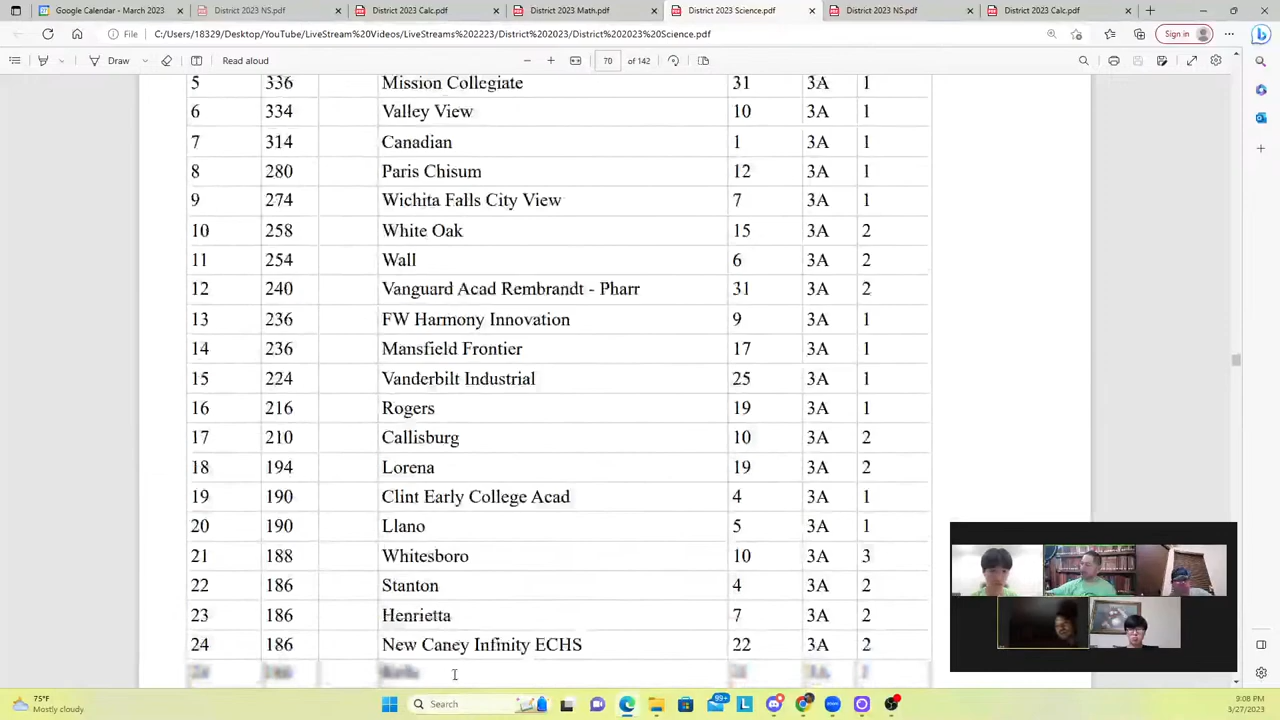 Google Calendar - March 2023
District 2023 NS.pdf
District 2023 Calc.pdf
District 2023 Math.pdf
District 2023 Science.pdf
District 2023 NS.pdf
District 2023 Calc.pdf
File C:/Users/18329/Desktop/YouTube/LiveStream%20Videos/LiveStreams%202223/District%202023/District%202023%20Science.pdf
Sign in
Draw
Read aloud
70 of 142
5 336 Mission Collegiate 31 3A 1
6 334 Valley View 10 3A 1
7 314 Canadian 1 3A 1
8 280 Paris Chisum 12 3A 1
9 274 Wichita Falls City View 7 3A 1
10 258 White Oak 15 3A 2
11 254 Wall 6 3A 2
12 240 Vanguard Acad Rembrandt - Pharr 31 3A 2
13 236 FW Harmony Innovation 9 3A 1
14 236 Mansfield Frontier 17 3A 1
15 224 Vanderbilt Industrial 25 3A 1
16 216 Rogers 19 3A 1
17 210 Callisburg 10 3A 2
18 194 Lorena 19 3A 2
19 190 Clint Early College Acad 4 3A 1
20 190 Llano 5 3A 1
21 188 Whitesboro 10 3A 3
22 186 Stanton 4 3A 2
23 186 Henrietta 7 3A 2
24 186 New Caney Infinity ECHS 22 3A 2
75°F
Mostly cloudy
Search
99+
9:08 PM
3/27/2023